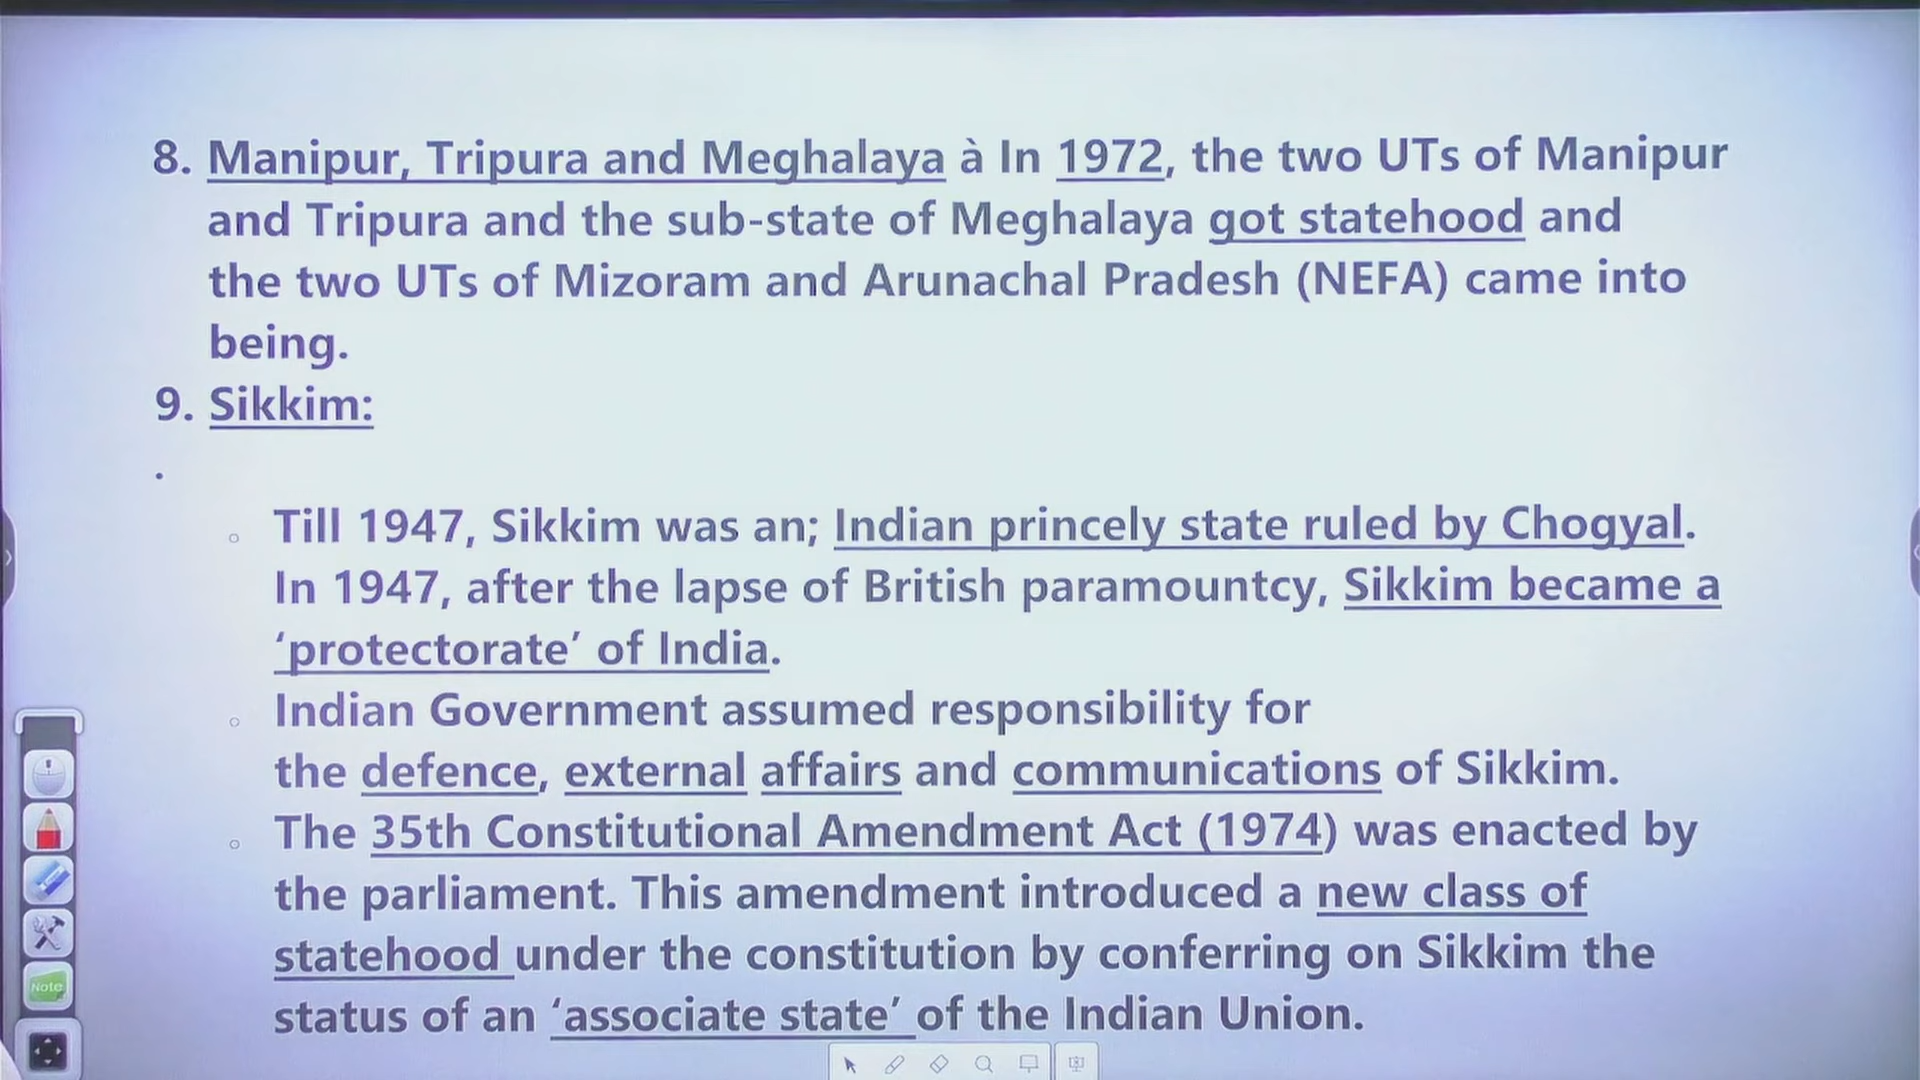 8. Manipur, Tripura and Meghalaya à In 1972, the two UTs of Manipur
and Tripura and the sub-state of Meghalaya got statehood and
the two UTs of Mizoram and Arunachal Pradesh (NEFA) came into
being.
9. Sikkim:
Till 1947, Sikkim was an; Indian princely state ruled by Chogyal.
In 1947, after the lapse of British paramountcy, Sikkim became a
‘protectorate’ of India.
Indian Government assumed responsibility for
the defence, external affairs and communications of Sikkim.
The 35th Constitutional Amendment Act (1974) was enacted by
the parliament. This amendment introduced a new class of
statehood under the constitution by conferring on Sikkim the
status of an ‘associate state’ of the Indian Union.
Note